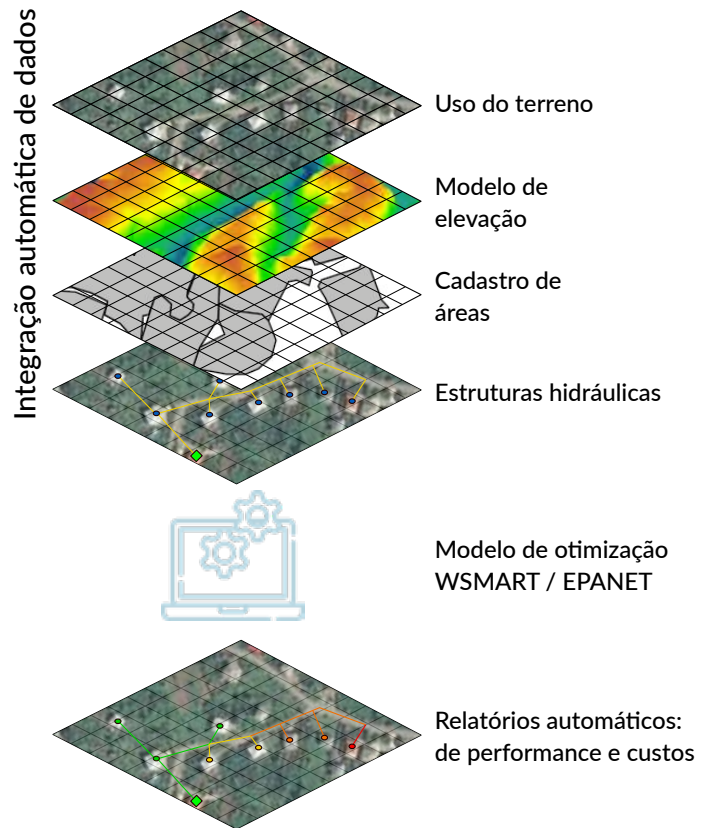 Integração automática de dados
Uso do terreno
Modelo de
elevação
Cadastro de
áreas
Estruturas hidráulicas
Modelo de otimização
WSMART / EPANET
Relatórios automáticos:
de performance e custos